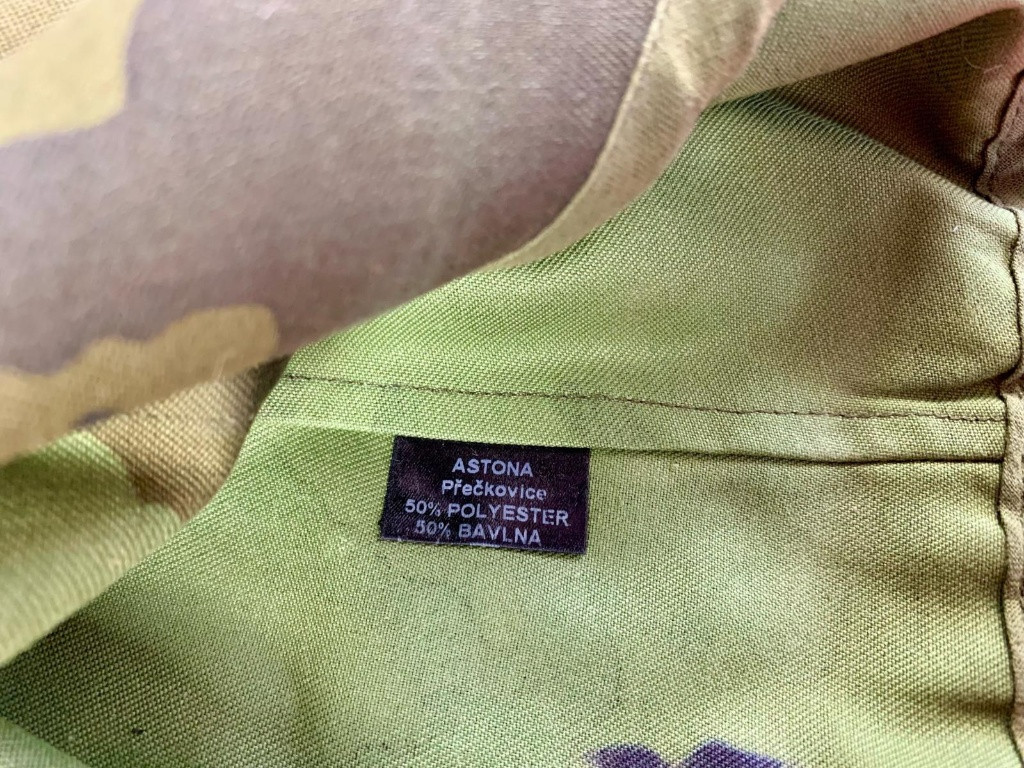 ASTONA
Přečkovice
50% POLYESTER
50% BAVLNA